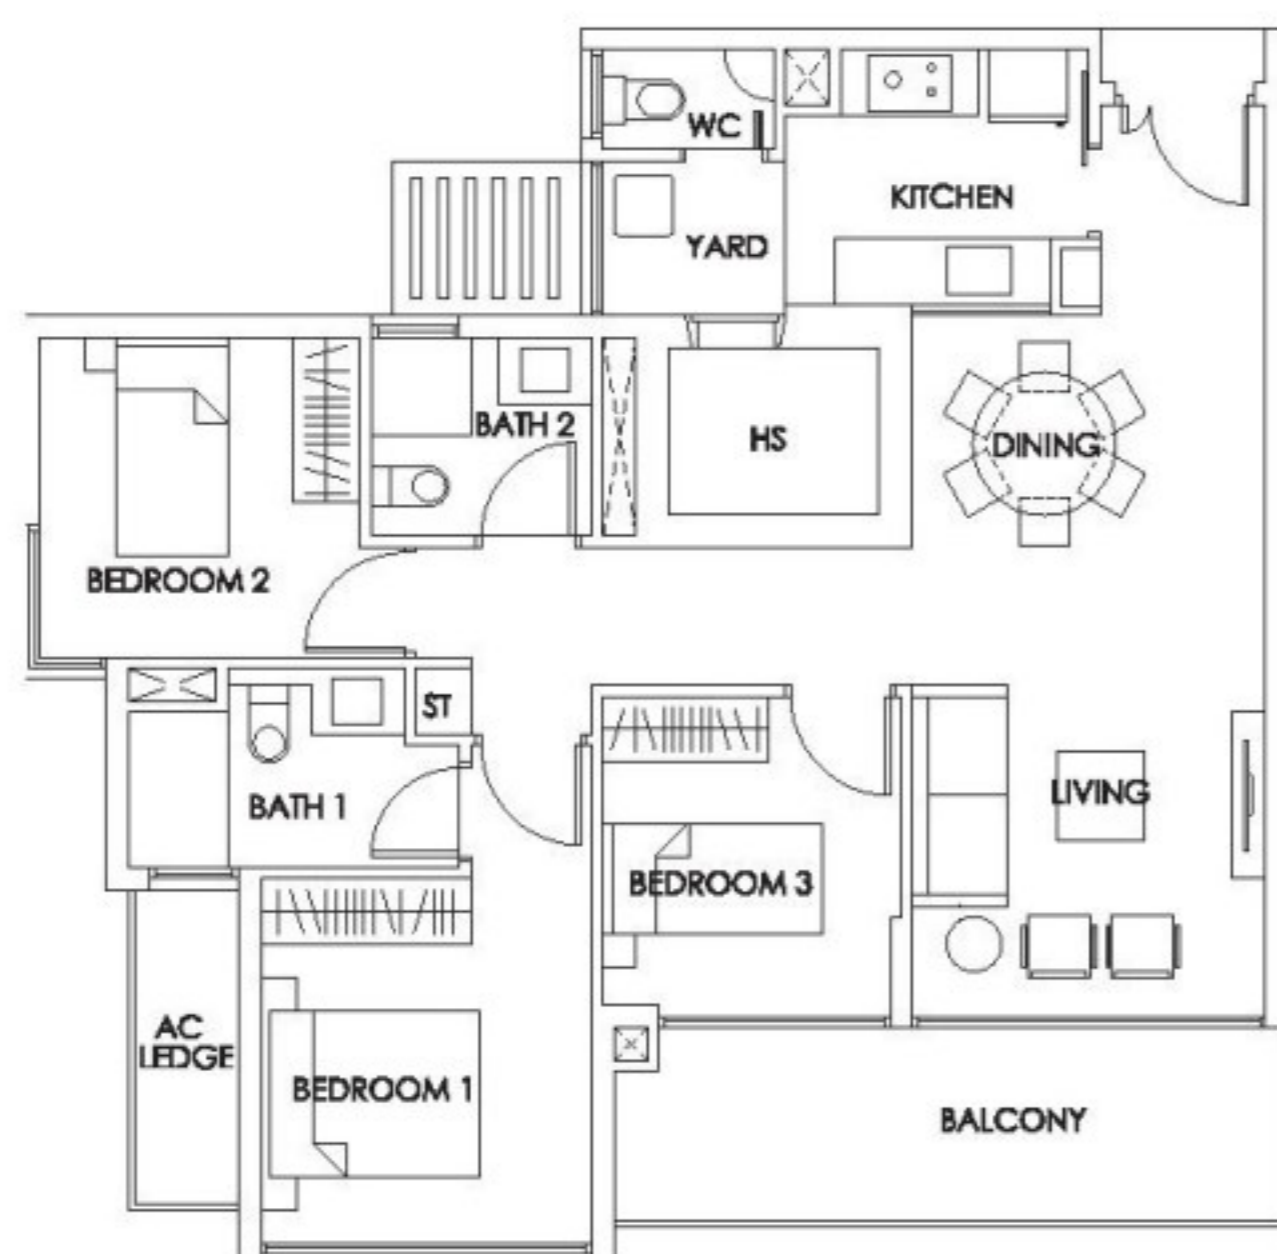 WC
KITCHEN
YARD
BATH 2
HS
DINING
BEDROOM 2
ST
BATH 1
LIVING
BEDROOM 3
AC
LEDGE
BEDROOM 1
BALCONY